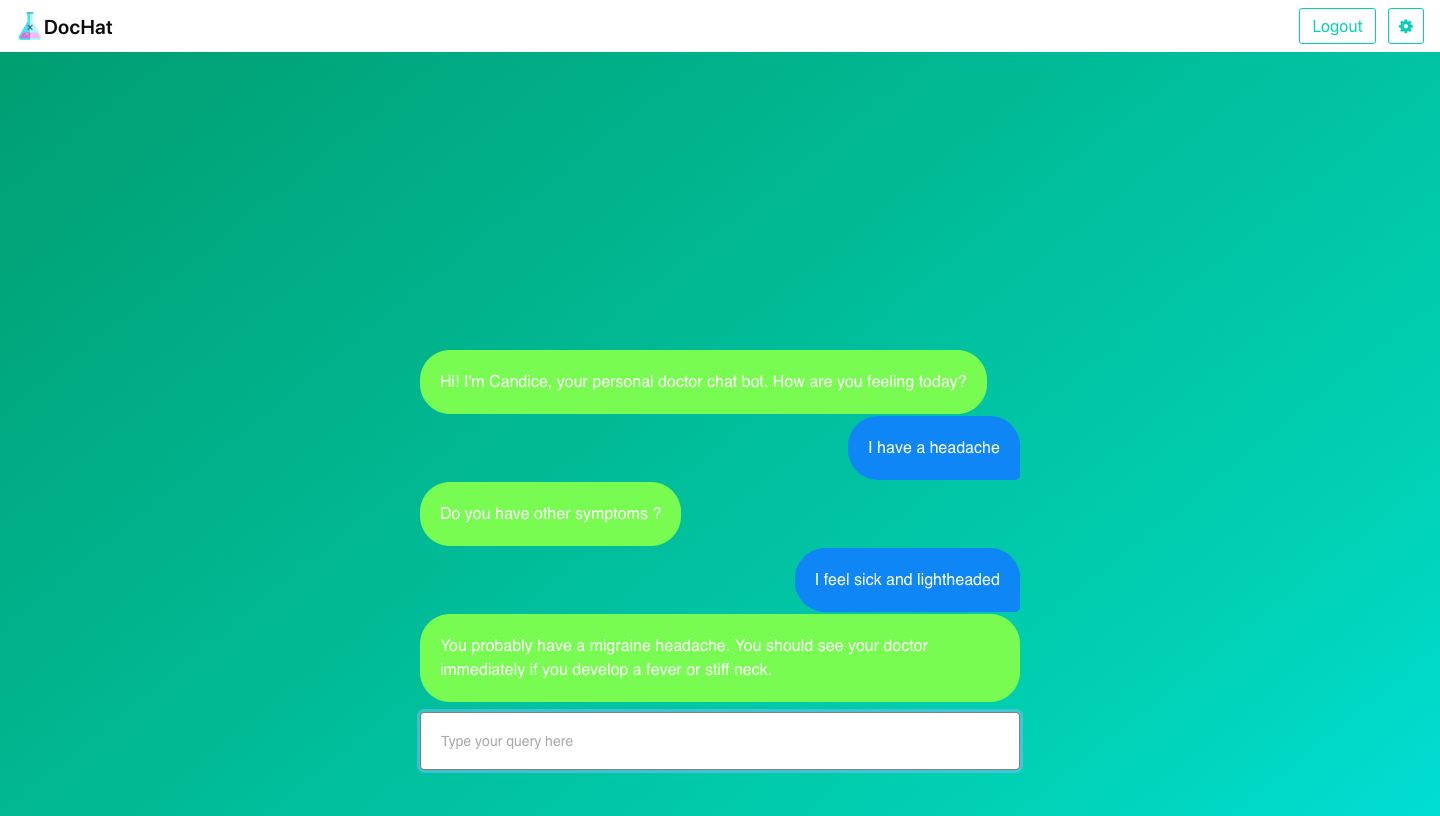 DocHat
Logout
Hi! I'm Candice, your personal doctor chat bot. How are you feeling today?
I have a headache
Do you have other symptoms ?
I feel sick and lightheaded
You probably have a migraine headache. You should see your doctor
immediately if you develop a fever or stiff neck.
Type your query here